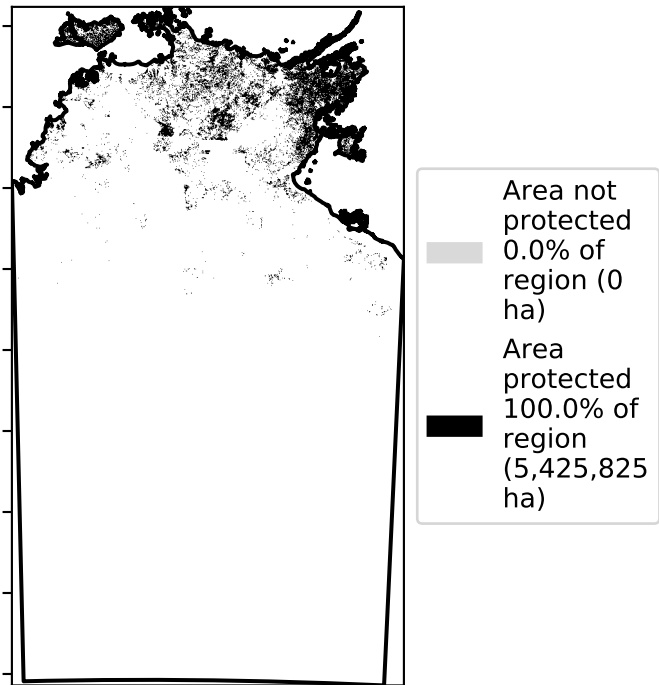 Area not
protected
0.0% of
region (0
ha)
Area
protected
100.0% of
region
(5,425,825
ha)